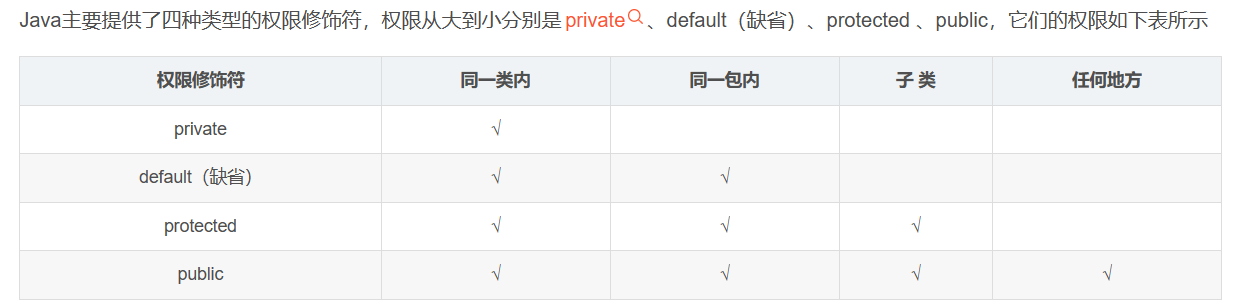 Java主要提供了四种类型的权限修饰符，权限从大到小分别是 private 、default（缺省）、protected 、public，它们的权限如下表所示
权限修饰符 同一类内 同一包内 子 类 任何地方
private √
default（缺省） √ √
protected √ √ √
public √ √ √ √